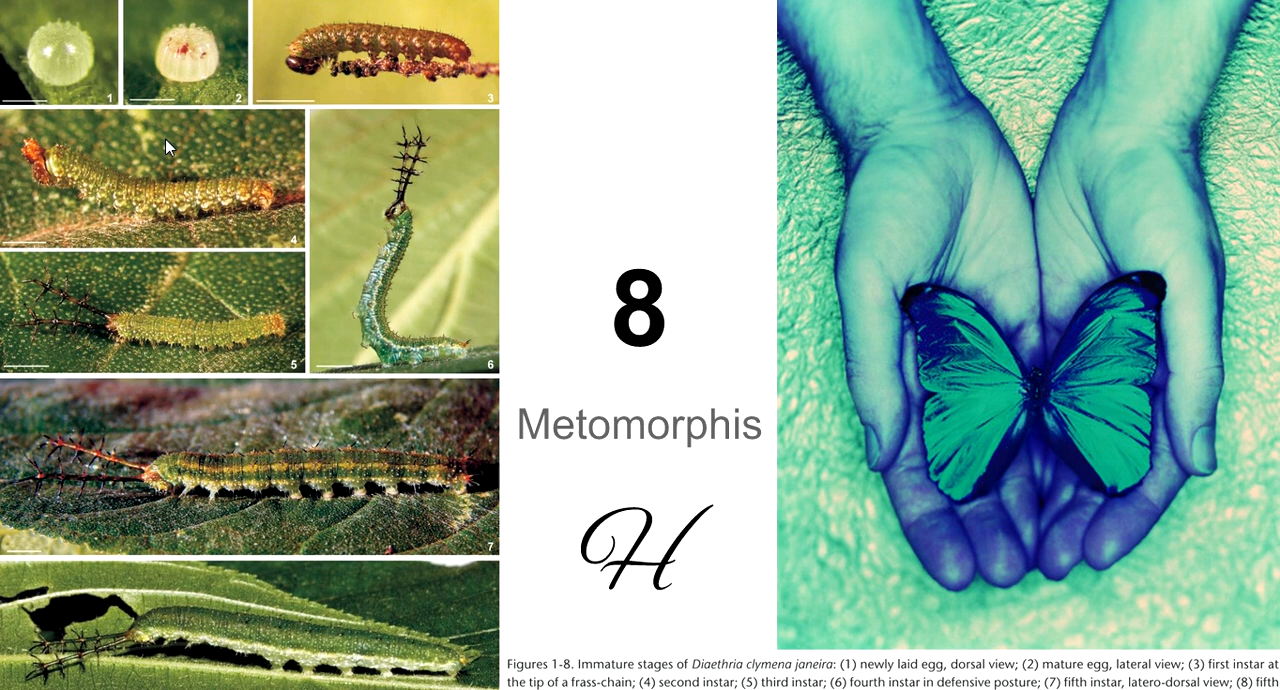 1
2
3
4
5
6
7
8
Metomorphis
H
Figures 1-8. Immature stages of Diaethria clymena janeira: (1) newly laid egg, dorsal view; (2) mature egg, lateral view; (3) first instar at
the tip of a frass-chain; (4) second instar; (5) third instar; (6) fourth instar in defensive posture; (7) fifth instar, latero-dorsal view; (8) fifth